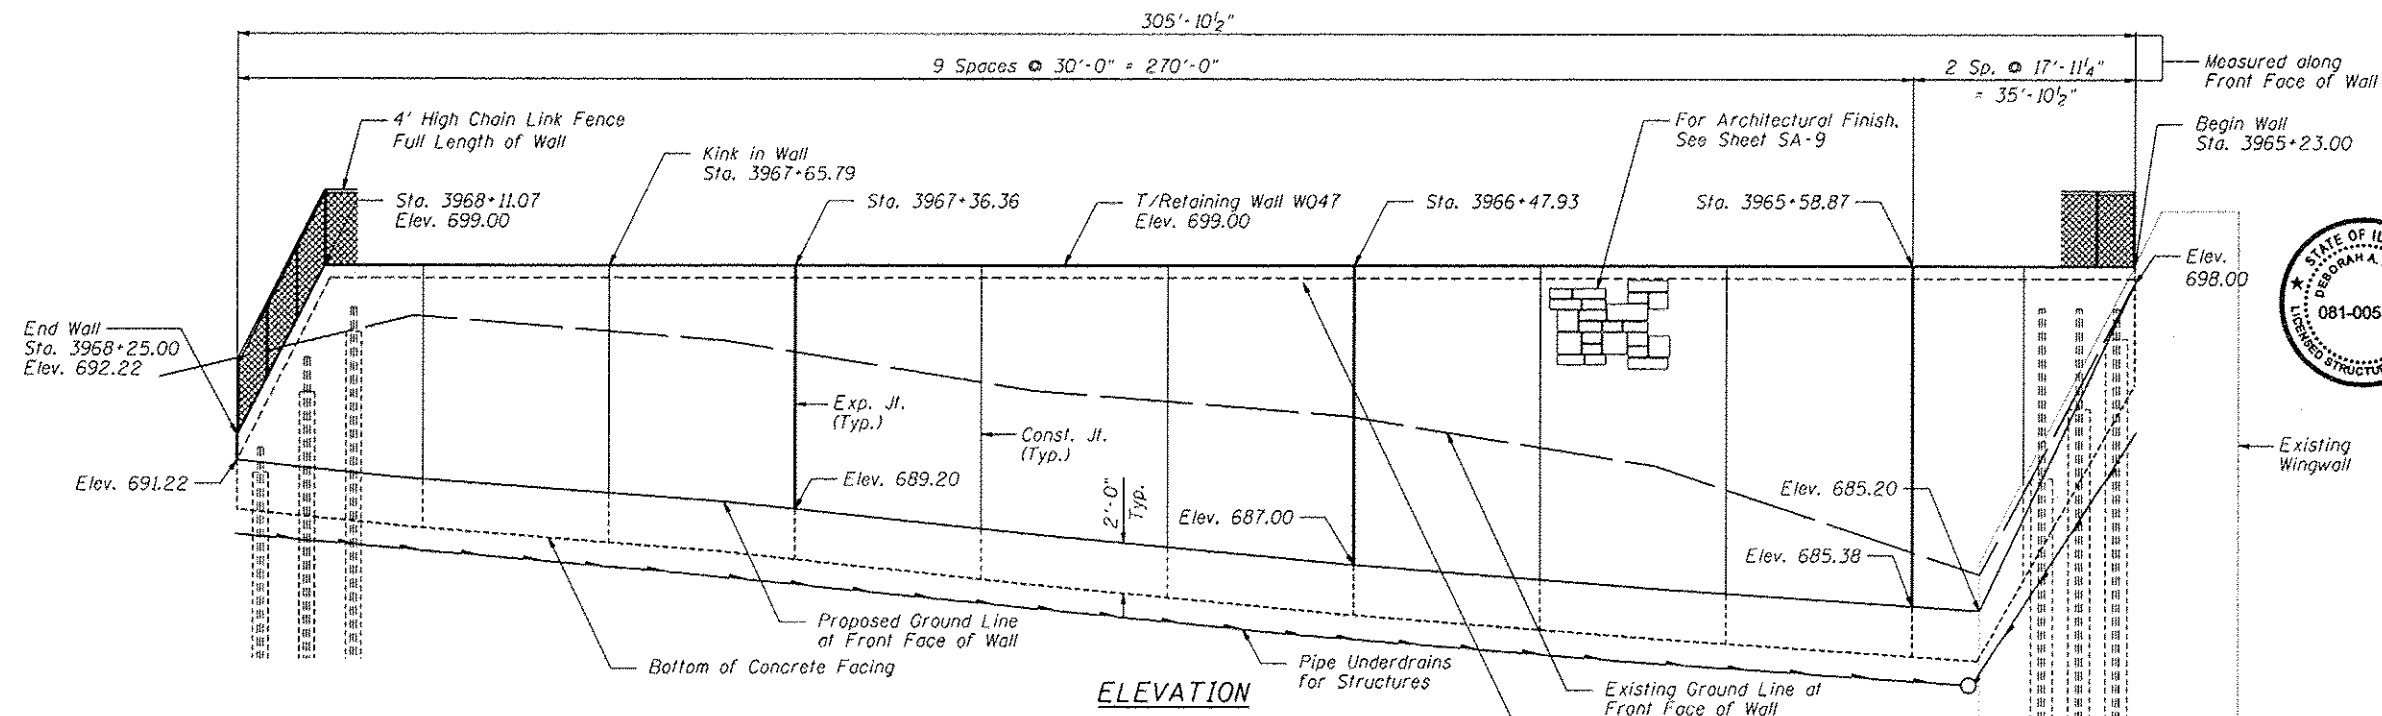 305'-10½"
9 Spaces @ 30'-0" = 270'-0"
2 Sp. @ 17'-11¼"
= 35'-10½"
Measured along
Front Face of Wall
4' High Chain Link Fence
Full Length of Wall
Kink in Wall
Sta. 3967+65.79
For Architectural Finish,
See Sheet SA-9
Begin Wall
Sta. 3965+23.00
Sta. 3968+11.07
Elev. 699.00
Sta. 3967+36.36
T/Retaining Wall W047
Elev. 699.00
Sta. 3966+47.93
Sta. 3965+58.87
Elev.
698.00
STATE OF IL
DEBORAH A.
081-005
LICENSED STRUCTUR
End Wall
Sta. 3968+25.00
Elev. 692.22
Exp. Jt.
(Typ.)
Const. Jt.
(Typ.)
Existing
Wingwall
Elev. 691.22
Elev. 689.20
2'-0"
Typ.
Elev. 687.00
Elev. 685.20
Elev. 685.38
Proposed Ground Line
at Front Face of Wall
Bottom of Concrete Facing
Pipe Underdrains
for Structures
Existing Ground Line at
Front Face of Wall
ELEVATION